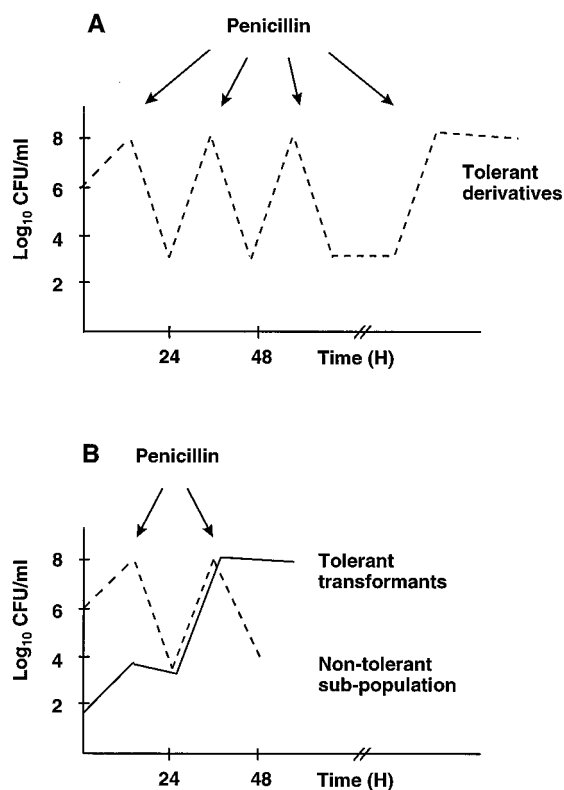 A
Penicillin
Log10 CFU/ml
8
6
4
2
Tolerant
derivatives
24
48
Time (H)
B
Penicillin
Log10 CFU/ml
8
6
4
2
Tolerant
transformants
Non-tolerant
sub-population
24
48
Time (H)